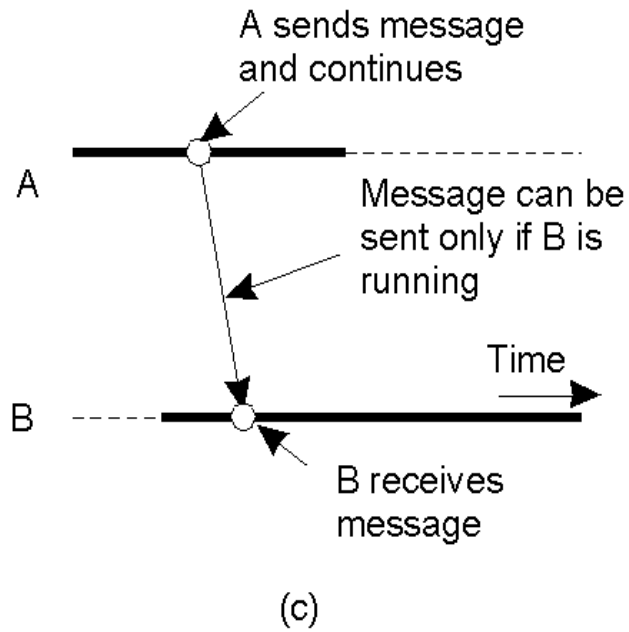 A sends message
and continues
A
Message can be
sent only if B is
running
Time
B
B receives
message
(c)